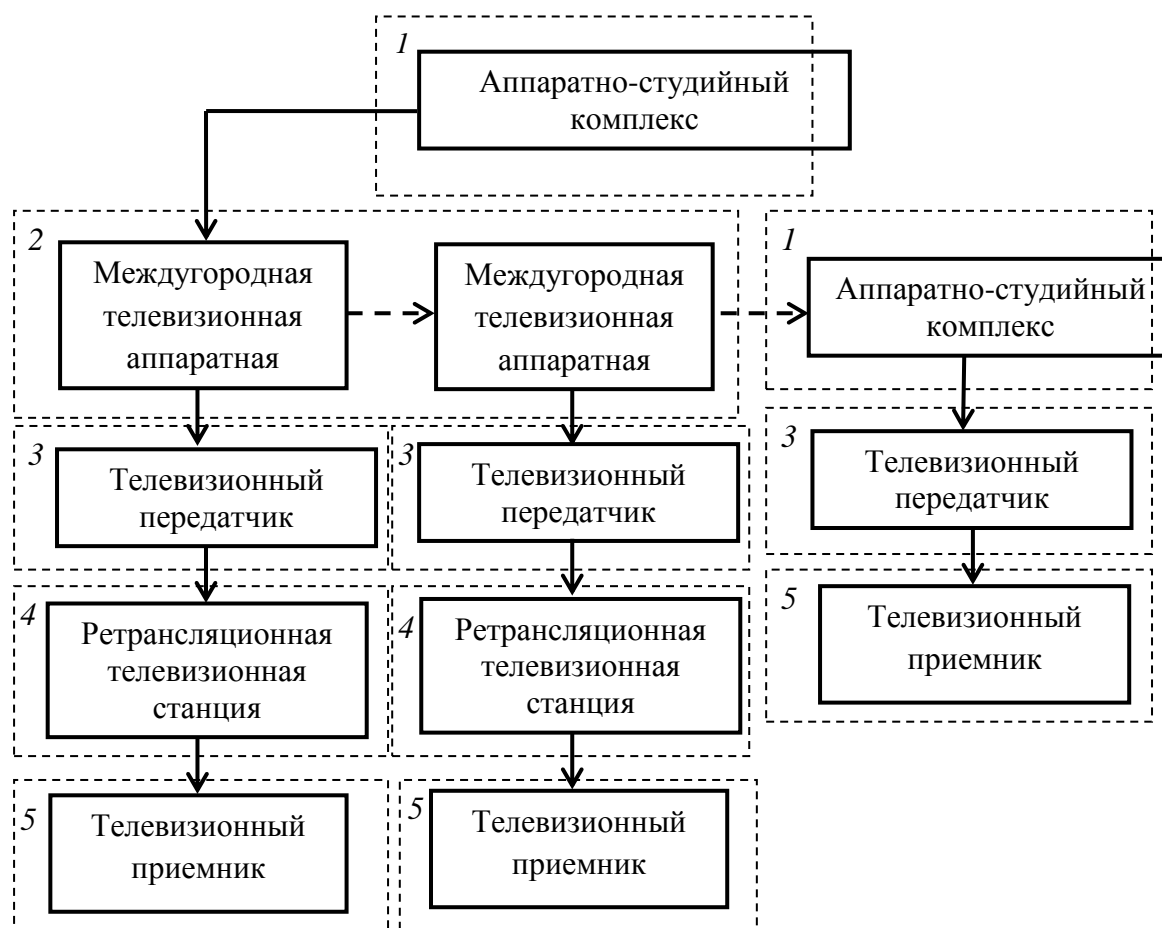 1
Аппаратно-студийный
комплекс
2
Междугородная
телевизионная
аппаратная
Междугородная
телевизионная
аппаратная
1
Аппаратно-студийный
комплекс
3
Телевизионный
передатчик
3
Телевизионный
передатчик
3
Телевизионный
передатчик
4
Ретрансляционная
телевизионная
станция
4
Ретрансляционная
телевизионная
станция
5
Телевизионный
приемник
5
Телевизионный
приемник
5
Телевизионный
приемник